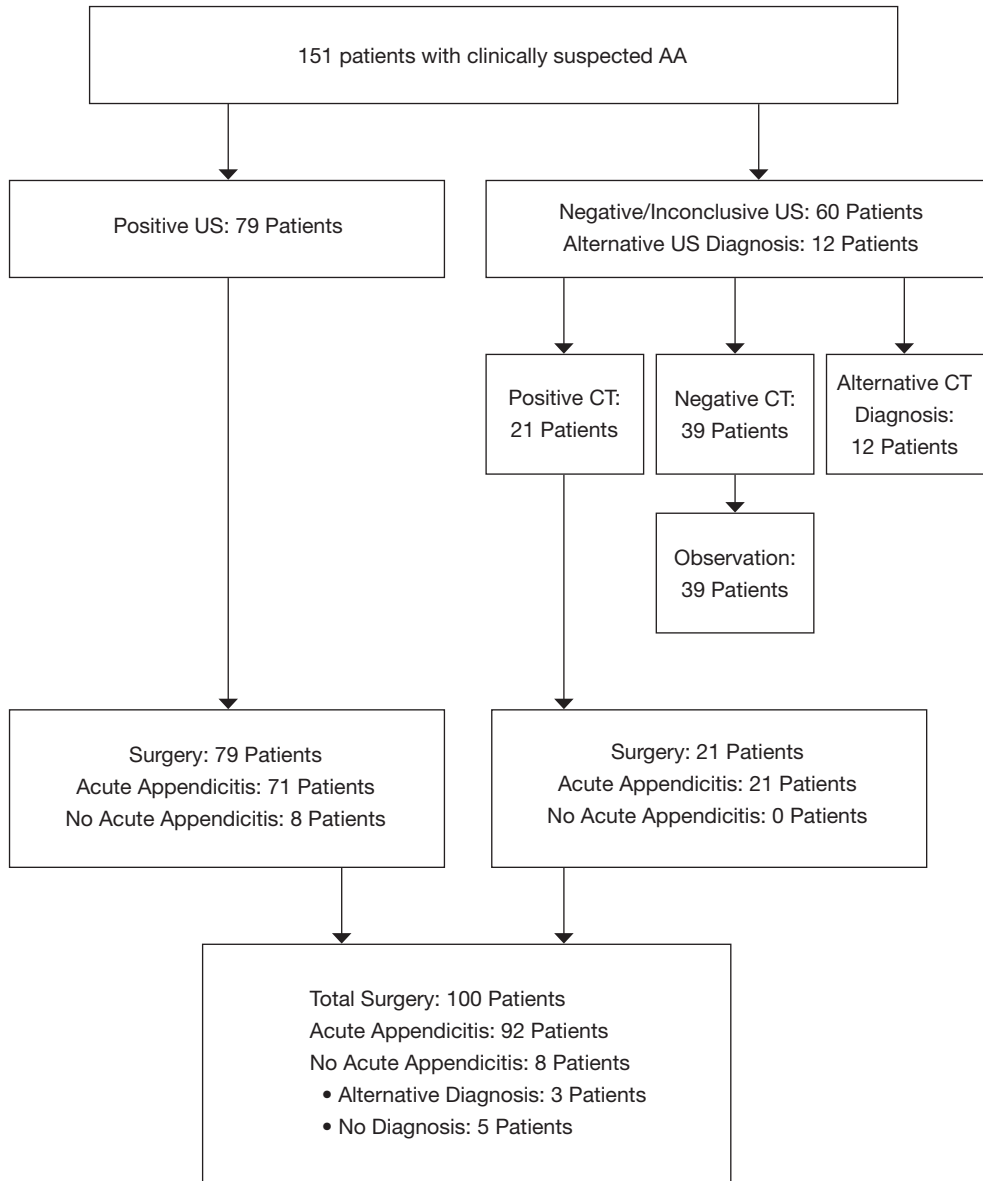 151 patients with clinically suspected AA
Positive US: 79 Patients
Negative/Inconclusive US: 60 Patients
Alternative US Diagnosis: 12 Patients
Positive CT:
21 Patients
Negative CT:
39 Patients
Alternative CT
Diagnosis:
12 Patients
Observation:
39 Patients
Surgery: 79 Patients
Acute Appendicitis: 71 Patients
No Acute Appendicitis: 8 Patients
Surgery: 21 Patients
Acute Appendicitis: 21 Patients
No Acute Appendicitis: 0 Patients
Total Surgery: 100 Patients
Acute Appendicitis: 92 Patients
No Acute Appendicitis: 8 Patients
• Alternative Diagnosis: 3 Patients
• No Diagnosis: 5 Patients